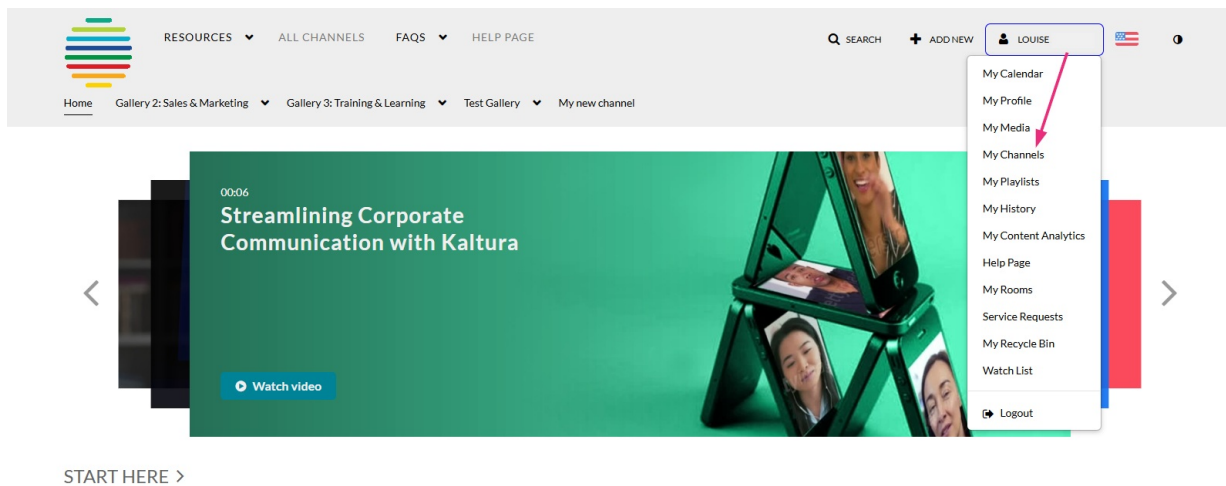 RESOURCES ALL CHANNELS FAQS HELP PAGE SEARCH ADD NEW LOUISE
Home Gallery 2: Sales & Marketing Gallery 3: Training & Learning Test Gallery My new channel
My Calendar
My Profile
My Media
My Channels
My Playlists
My History
My Content Analytics
Help Page
My Rooms
Service Requests
My Recycle Bin
Watch List
Logout
00:06
Streamlining Corporate
Communication with Kaltura
Watch video
START HERE >